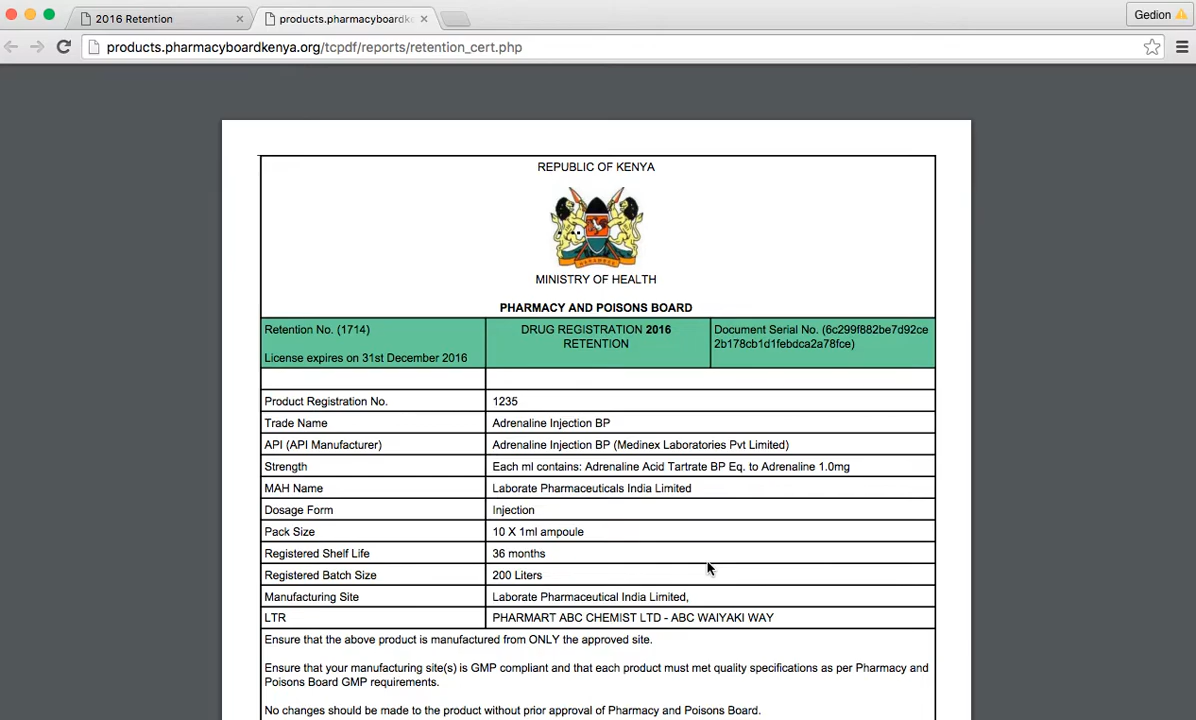 2016 Retention
products.pharmacyboardke
Gedion
products.pharmacyboardkenya.org/tcpdf/reports/retention_cert.php
REPUBLIC OF KENYA
MINISTRY OF HEALTH
PHARMACY AND POISONS BOARD
Retention No. (1714)
License expires on 31st December 2016
DRUG REGISTRATION 2016
RETENTION
Document Serial No. (6c299f882be7d92ce
2b178cb1d1febdca2a78fce)
Product Registration No. 1235
Trade Name Adrenaline Injection BP
API (API Manufacturer) Adrenaline Injection BP (Medinex Laboratories Pvt Limited)
Strength Each ml contains: Adrenaline Acid Tartrate BP Eq. to Adrenaline 1.0mg
MAH Name Laborate Pharmaceuticals India Limited
Dosage Form Injection
Pack Size 10 X 1ml ampoule
Registered Shelf Life 36 months
Registered Batch Size 200 Liters
Manufacturing Site Laborate Pharmaceutical India Limited,
LTR PHARMART ABC CHEMIST LTD - ABC WAIYAKI WAY
Ensure that the above product is manufactured from ONLY the approved site.
Ensure that your manufacturing site(s) is GMP compliant and that each product must met quality specifications as per Pharmacy and
Poisons Board GMP requirements.
No changes should be made to the product without prior approval of Pharmacy and Poisons Board.